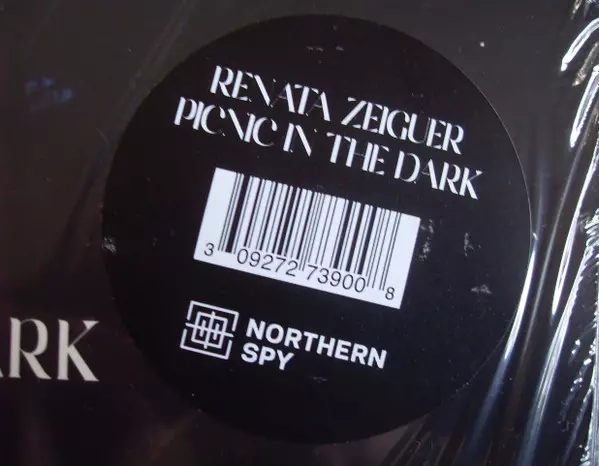 RENATA ZEIGUER
PICNIC IN THE DARK
3 09272 73900 8
NORTHERN
SPY
ARK